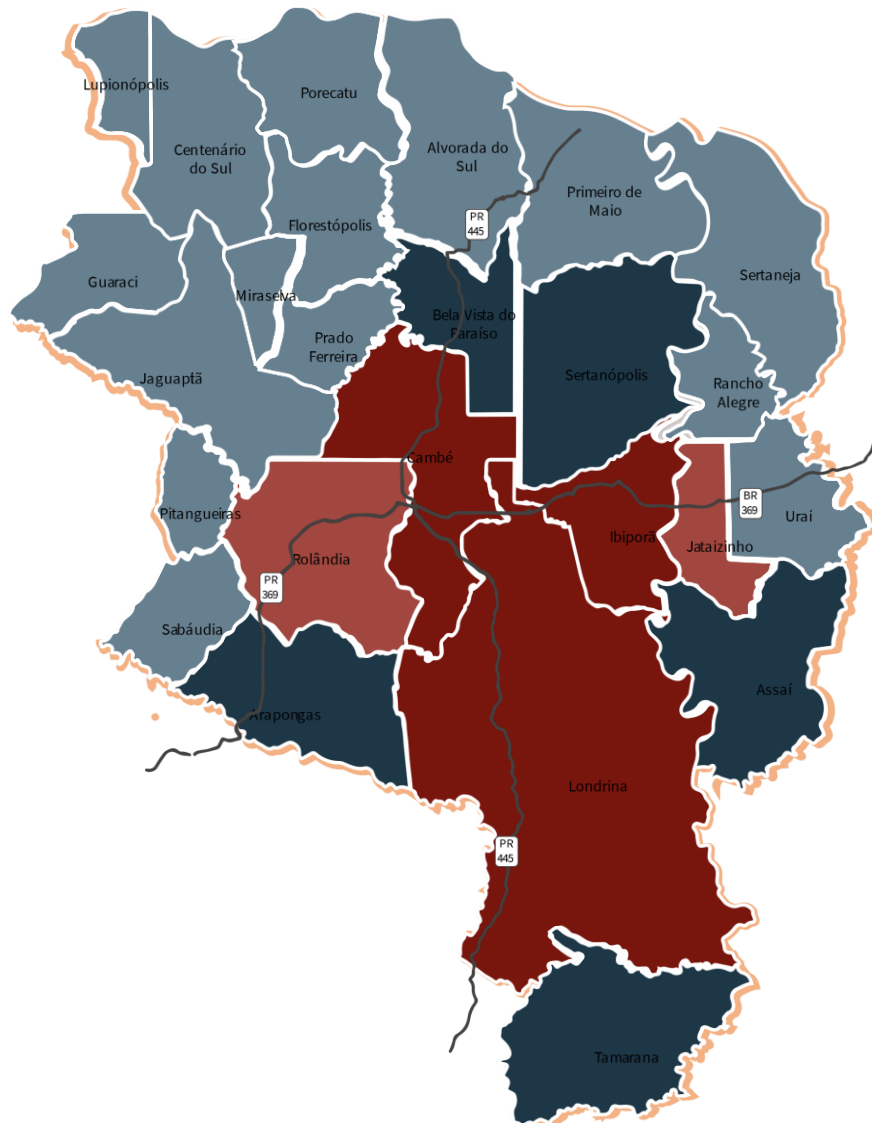 Lupionópolis
Porecatu
Centenário
do Sul
Alvorada do
Sul
Primeiro de
Maio
PR
445
Florestópolis
Sertaneja
Guaraci
Miraselva
Bela Vista do
Paraíso
Prado
Ferreira
Jaguaptã
Sertanópolis
Rancho
Alegre
Cambé
BR
369
Pitangueiras
Uraí
Ibiporã
Jataizinho
Rolândia
PR
369
Sabáudia
Assaí
Arapongas
Londrina
PR
445
Tamarana